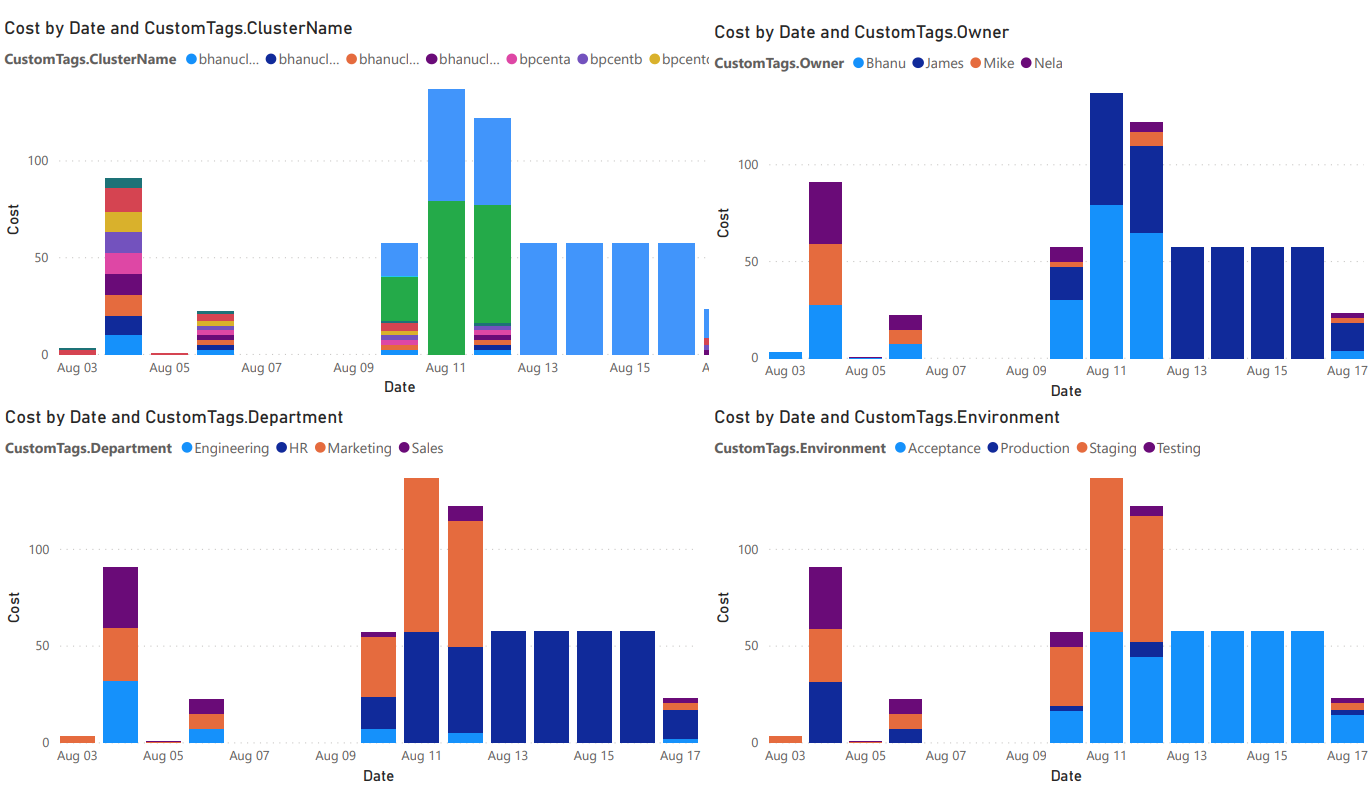 Cost by Date and CustomTags.ClusterName
CustomTags.ClusterName bhanucl... bhanucl... bhanucl... bhanucl... bpcenta bpcentb bpcentc
100
50
0
Cost
Aug 03 Aug 05 Aug 07 Aug 09 Aug 11 Aug 13 Aug 15 A
Date
Cost by Date and CustomTags.Owner
CustomTags.Owner Bhanu James Mike Nela
100
50
0
Cost
Aug 03 Aug 05 Aug 07 Aug 09 Aug 11 Aug 13 Aug 15 Aug 17
Date
Cost by Date and CustomTags.Department
CustomTags.Department Engineering HR Marketing Sales
100
50
0
Cost
Aug 03 Aug 05 Aug 07 Aug 09 Aug 11 Aug 13 Aug 15 Aug 17
Date
Cost by Date and CustomTags.Environment
CustomTags.Environment Acceptance Production Staging Testing
100
50
0
Cost
Aug 03 Aug 05 Aug 07 Aug 09 Aug 11 Aug 13 Aug 15 Aug 17
Date